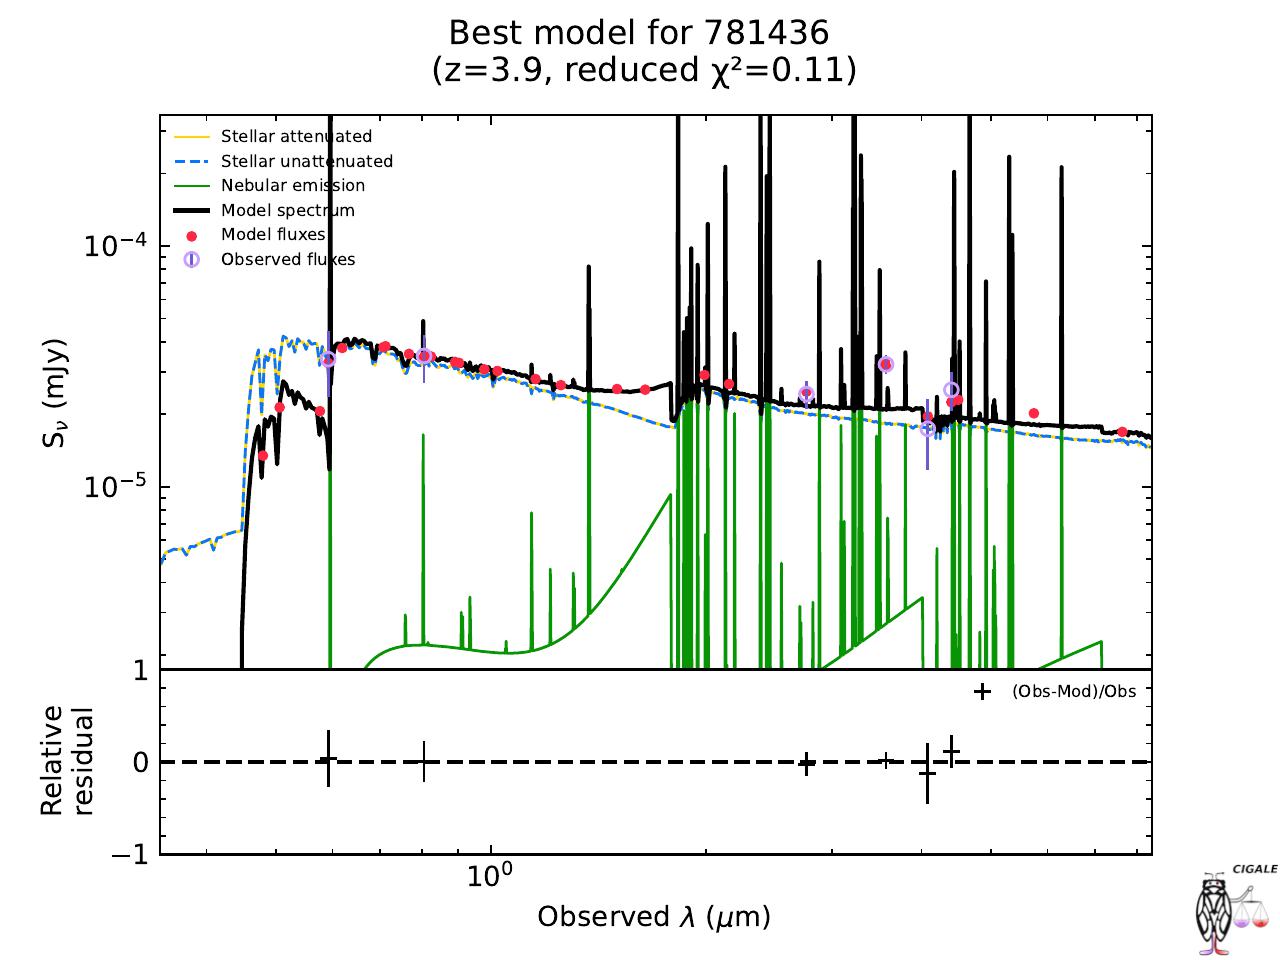 Best model for 781436
(z=3.9, reduced χ²=0.11)
Stellar attenuated
Stellar unattenuated
Nebular emission
Model spectrum
Model fluxes
Observed fluxes
10⁻⁴
10⁻⁵
S_ν (mJy)
1
0
−1
Relative
residual
(Obs-Mod)/Obs
10⁰
Observed λ (μm)
CIGALE